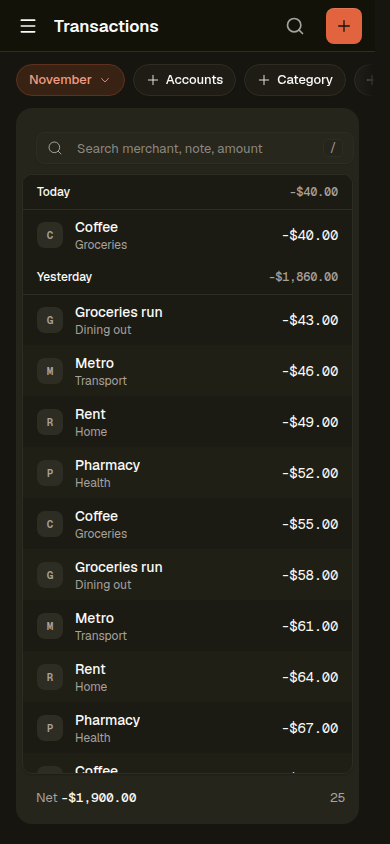 Transactions
November
Accounts
Category
Search merchant, note, amount /
Today -$40.00
C Coffee -$40.00
Groceries
Yesterday -$1,860.00
G Groceries run -$43.00
Dining out
M Metro -$46.00
Transport
R Rent -$49.00
Home
P Pharmacy -$52.00
Health
C Coffee -$55.00
Groceries
G Groceries run -$58.00
Dining out
M Metro -$61.00
Transport
R Rent -$64.00
Home
P Pharmacy -$67.00
Health
Coffee
Net -$1,900.00 25